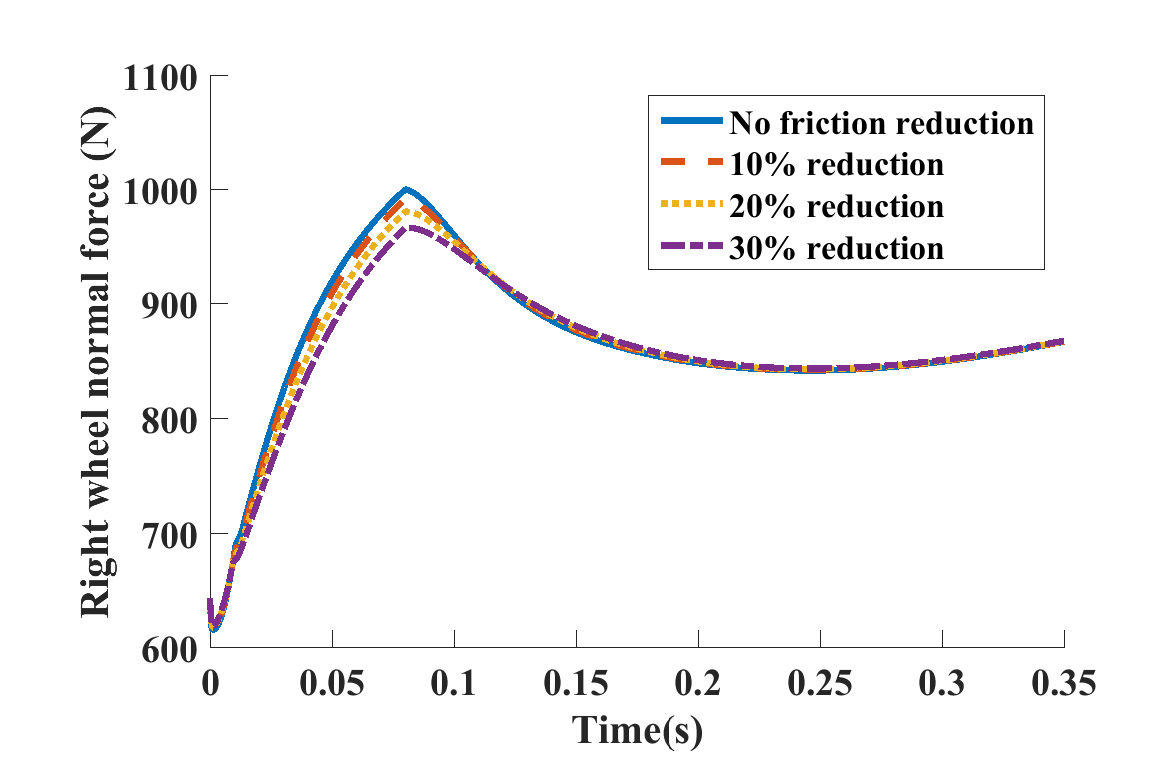 1100
1000
900
800
700
600
Right wheel normal force (N)
No friction reduction
10% reduction
20% reduction
30% reduction
0 0.05 0.1 0.15 0.2 0.25 0.3 0.35
Time(s)